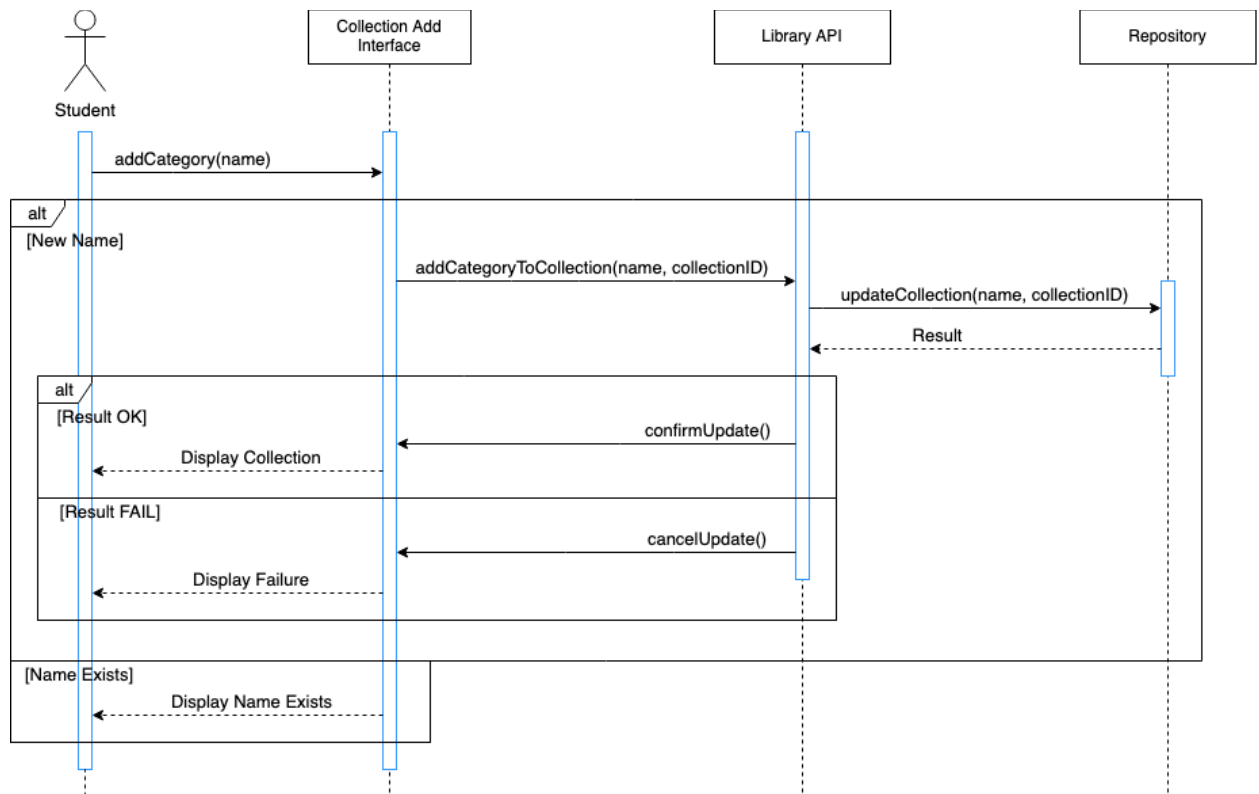 Collection Add
Interface
Library API
Repository
Student
addCategory(name)
alt
[New Name]
addCategoryToCollection(name, collectionID)
updateCollection(name, collectionID)
Result
alt
[Result OK]
confirmUpdate()
Display Collection
[Result FAIL]
cancelUpdate()
Display Failure
[Name Exists]
Display Name Exists